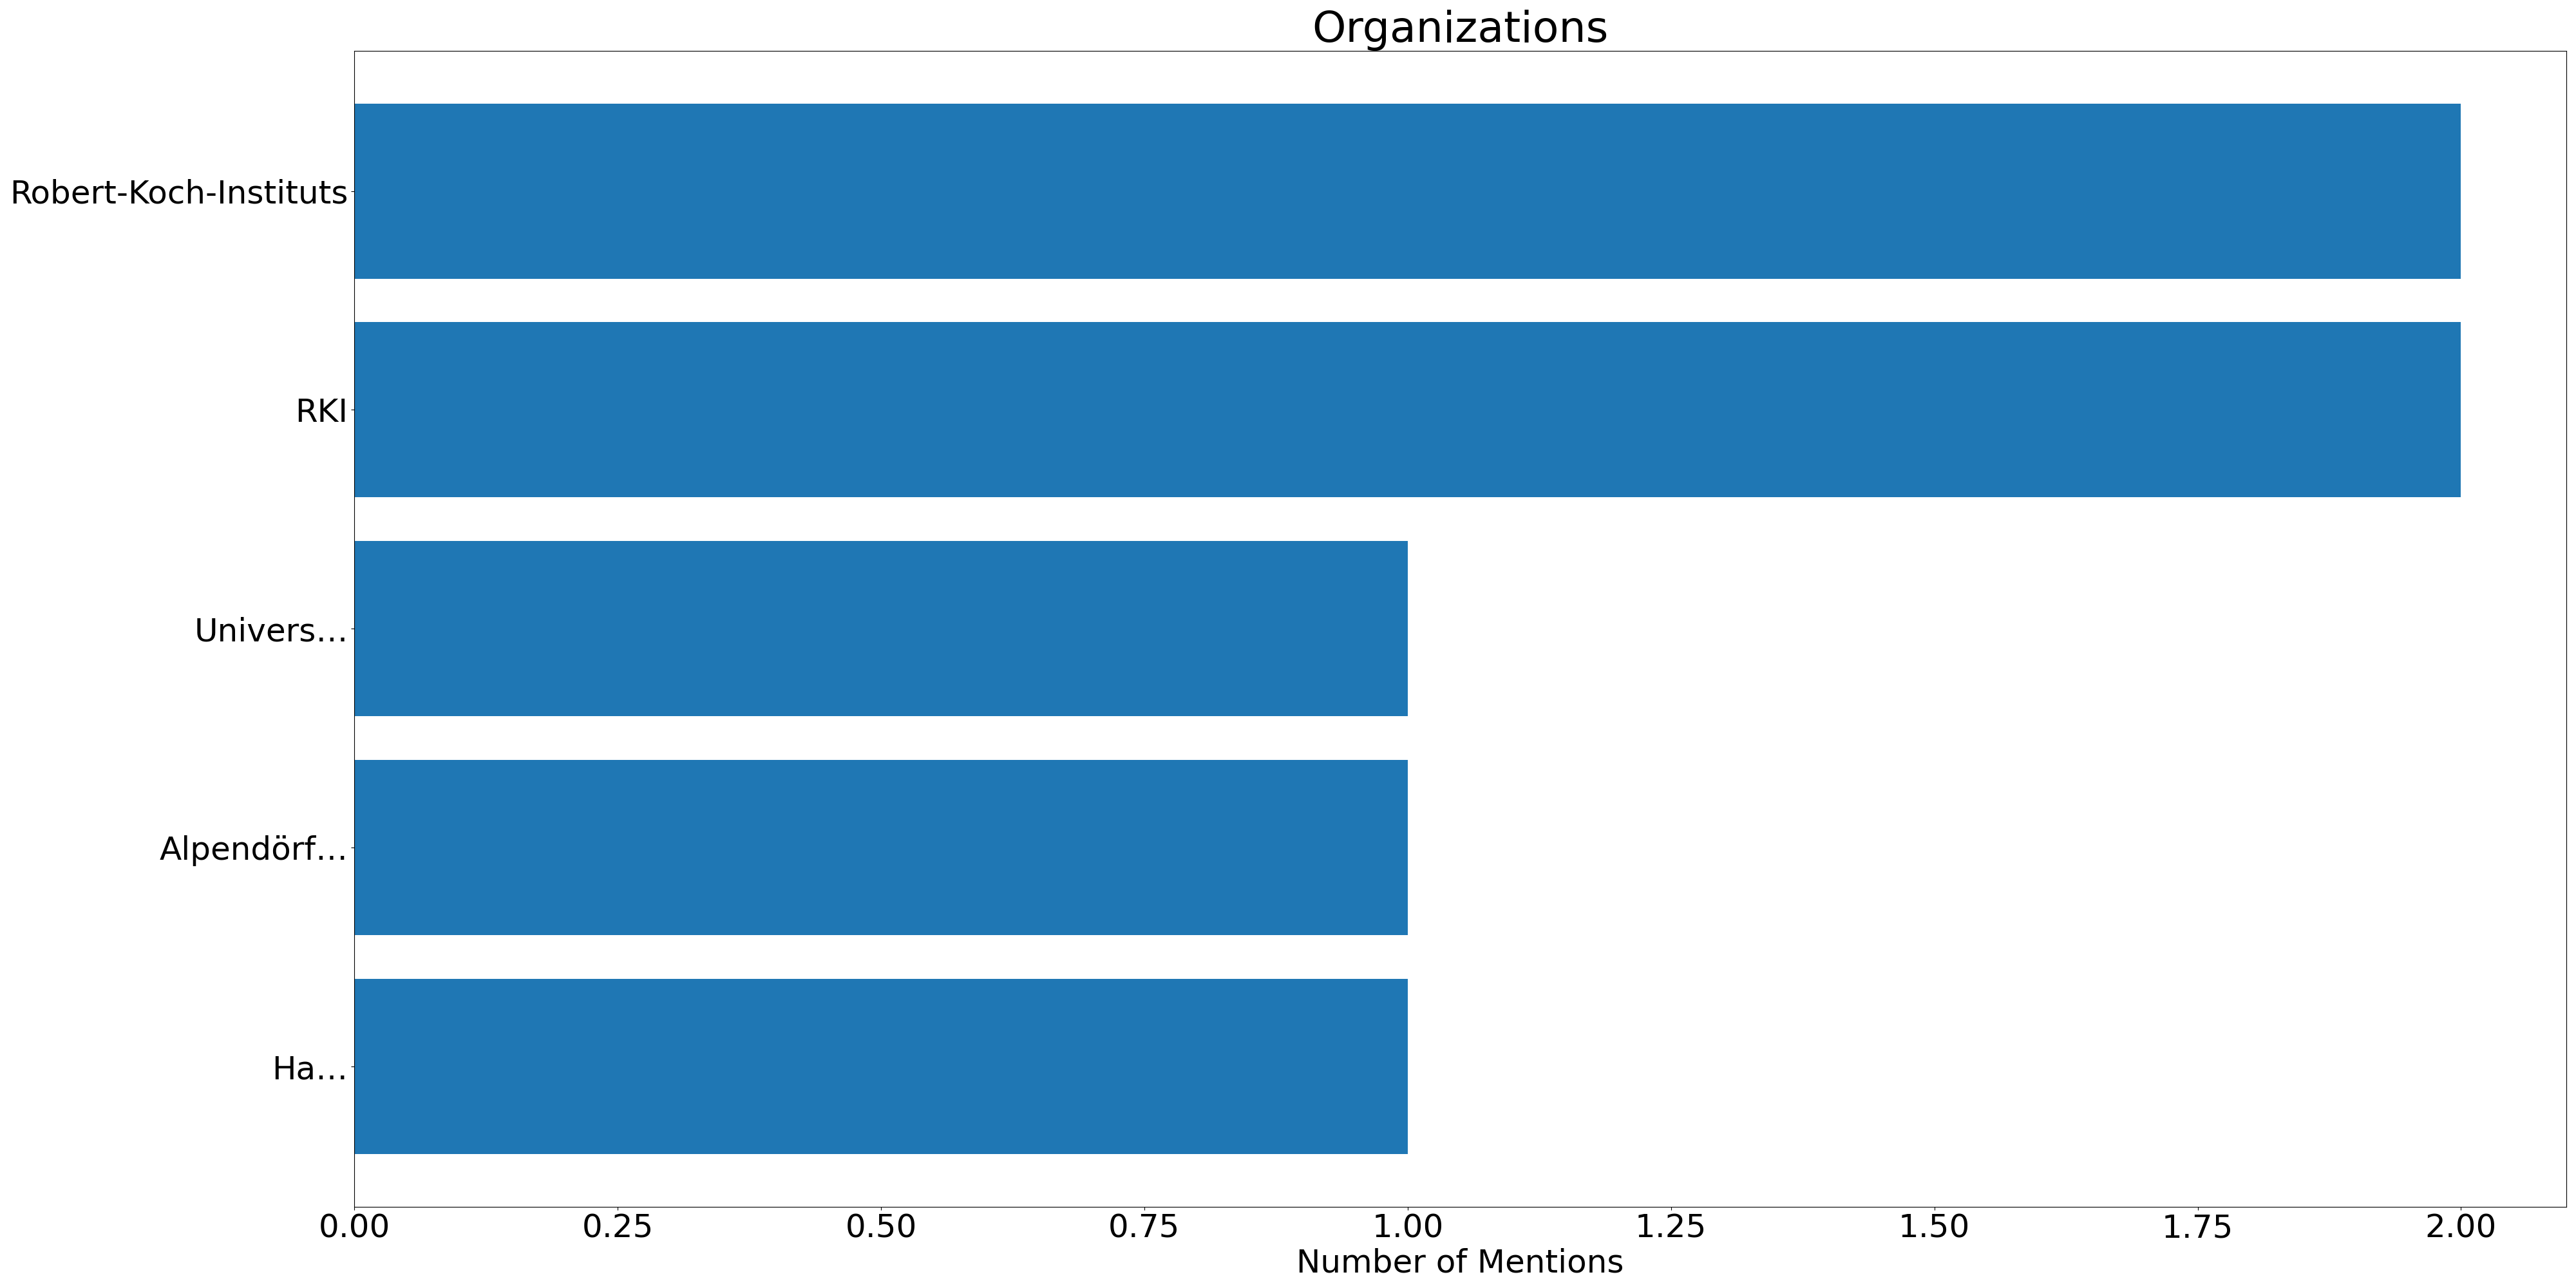 Organizations
Robert-Koch-Instituts
RKI
Univers...
Alpendörf...
Ha...
0.00 0.25 0.50 0.75 1.00 1.25 1.50 1.75 2.00
Number of Mentions